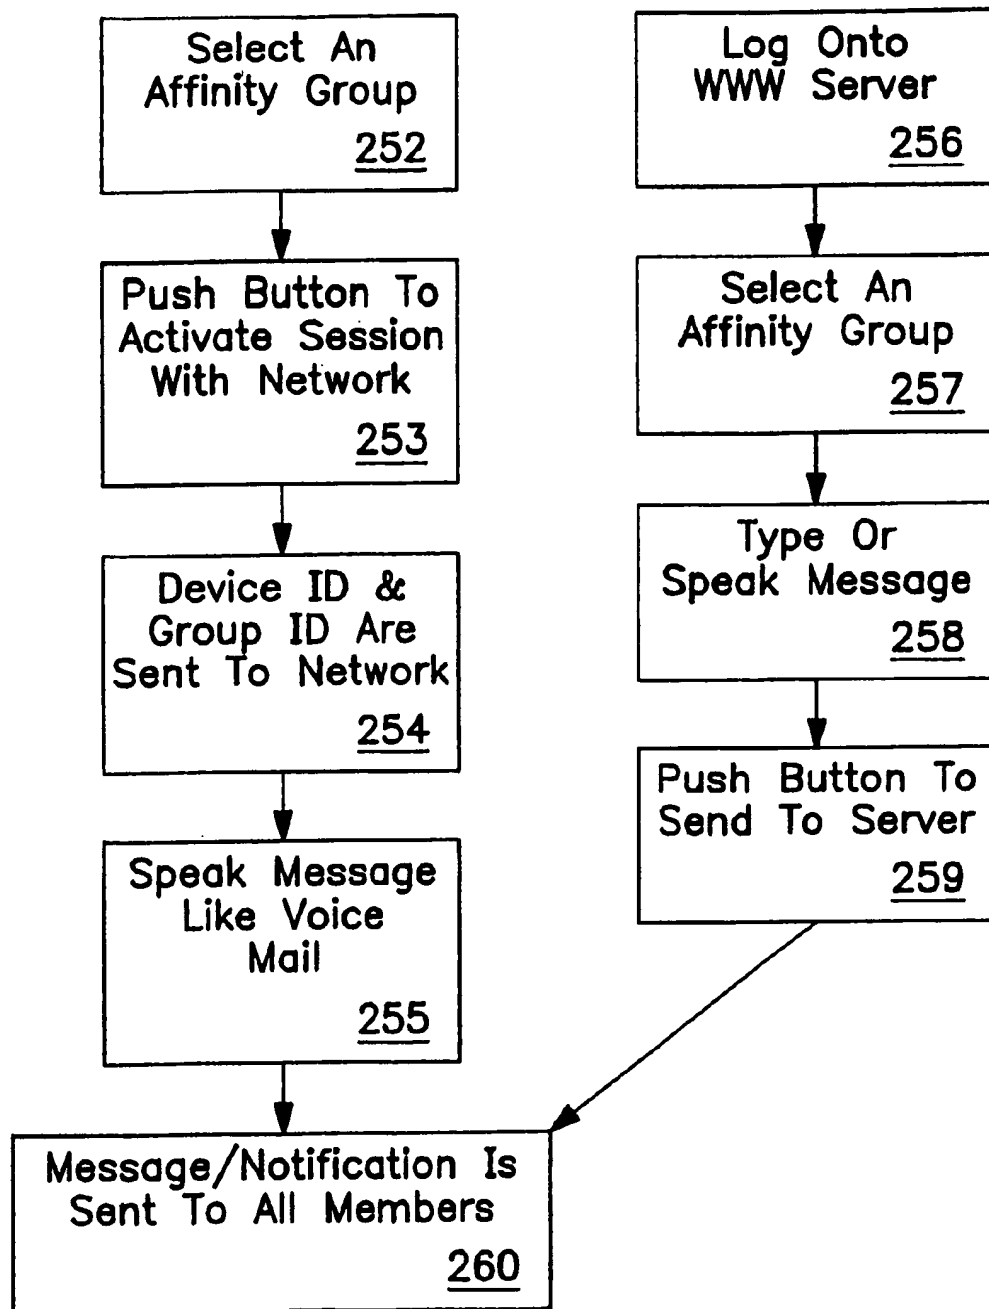 Select An
Affinity Group
252
Push Button To
Activate Session
With Network
253
Device ID &
Group ID Are
Sent To Network
254
Speak Message
Like Voice
Mail
255
Log Onto
WWW Server
256
Select An
Affinity Group
257
Type Or
Speak Message
258
Push Button To
Send To Server
259
Message/Notification Is
Sent To All Members
260